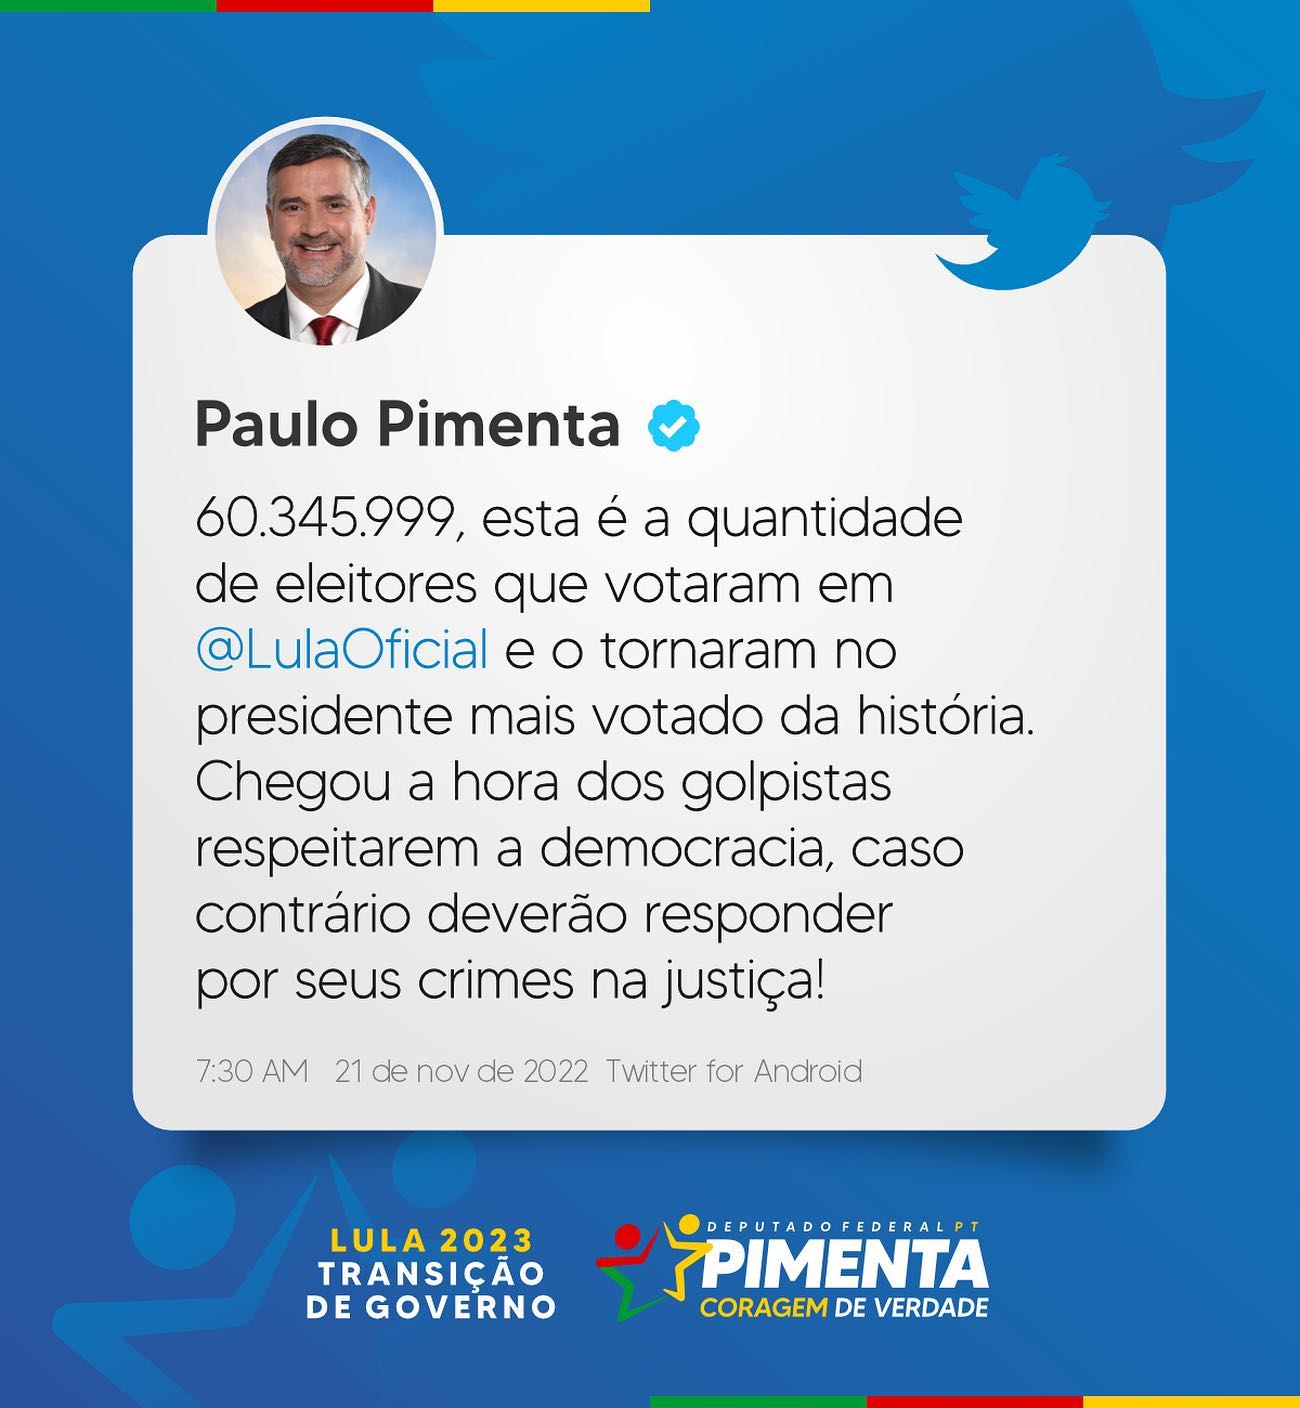 Paulo Pimenta
60.345.999, esta é a quantidade
de eleitores que votaram em
@LulaOficial e o tornaram no
presidente mais votado da história.
Chegou a hora dos golpistas
respeitarem a democracia, caso
contrário deverão responder
por seus crimes na justiça!
7:30 AM 21 de nov de 2022 Twitter for Android
LULA 2023
TRANSIÇÃO
DE GOVERNO
DEPUTADO FEDERAL PT
PIMENTA
CORAGEM DE VERDADE